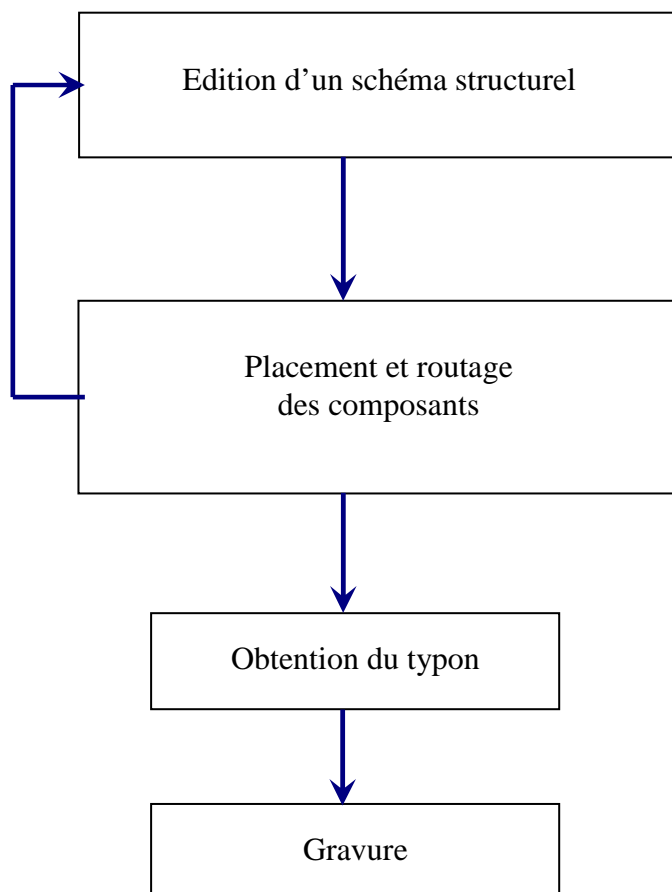 Edition d’un schéma structurel
Placement et routage
des composants
Obtention du typon
Gravure